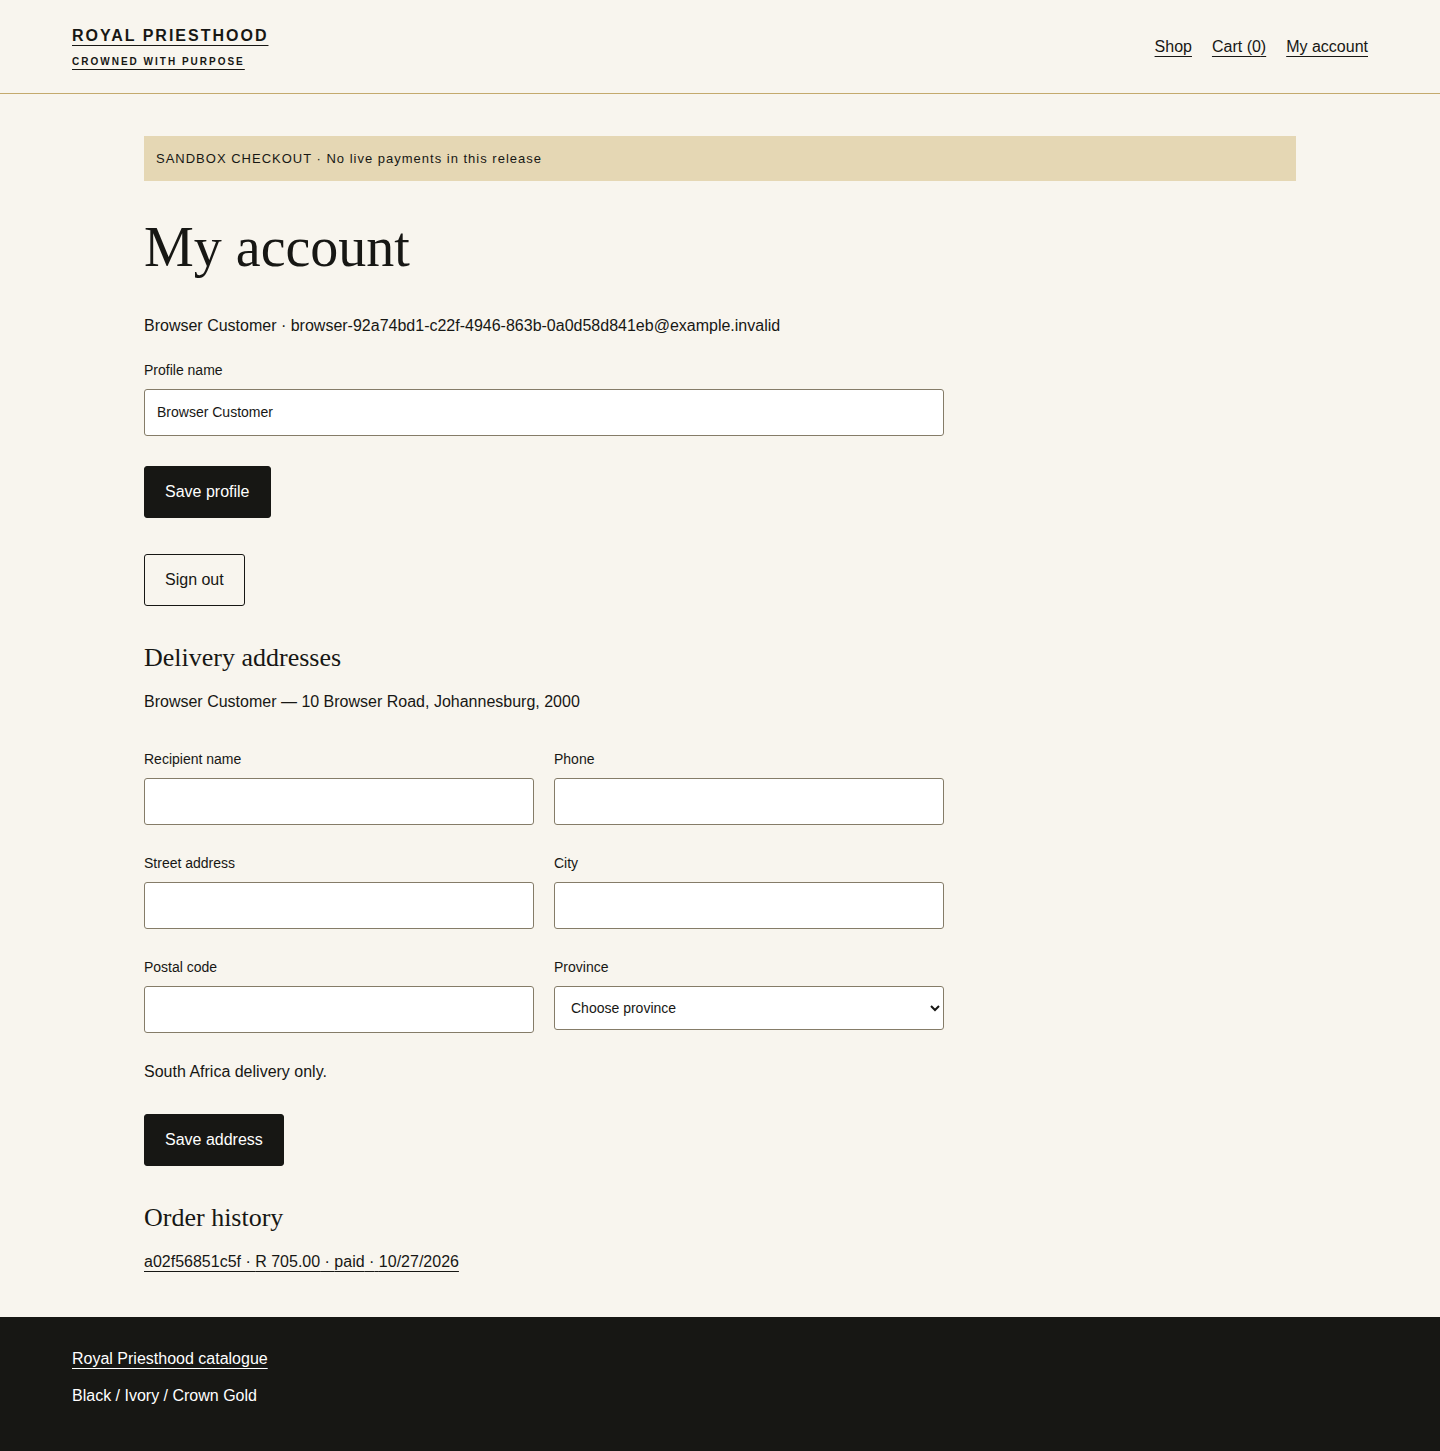 ROYAL PRIESTHOOD
CROWNED WITH PURPOSE
Shop Cart (0) My account
SANDBOX CHECKOUT · No live payments in this release
My account
Browser Customer · browser-92a74bd1-c22f-4946-863b-0a0d58d841eb@example.invalid
Profile name
Browser Customer
Save profile
Sign out
Delivery addresses
Browser Customer — 10 Browser Road, Johannesburg, 2000
Recipient name Phone
Street address City
Postal code Province
Choose province
South Africa delivery only.
Save address
Order history
a02f56851c5f · R 705.00 · paid · 10/27/2026
Royal Priesthood catalogue
Black / Ivory / Crown Gold